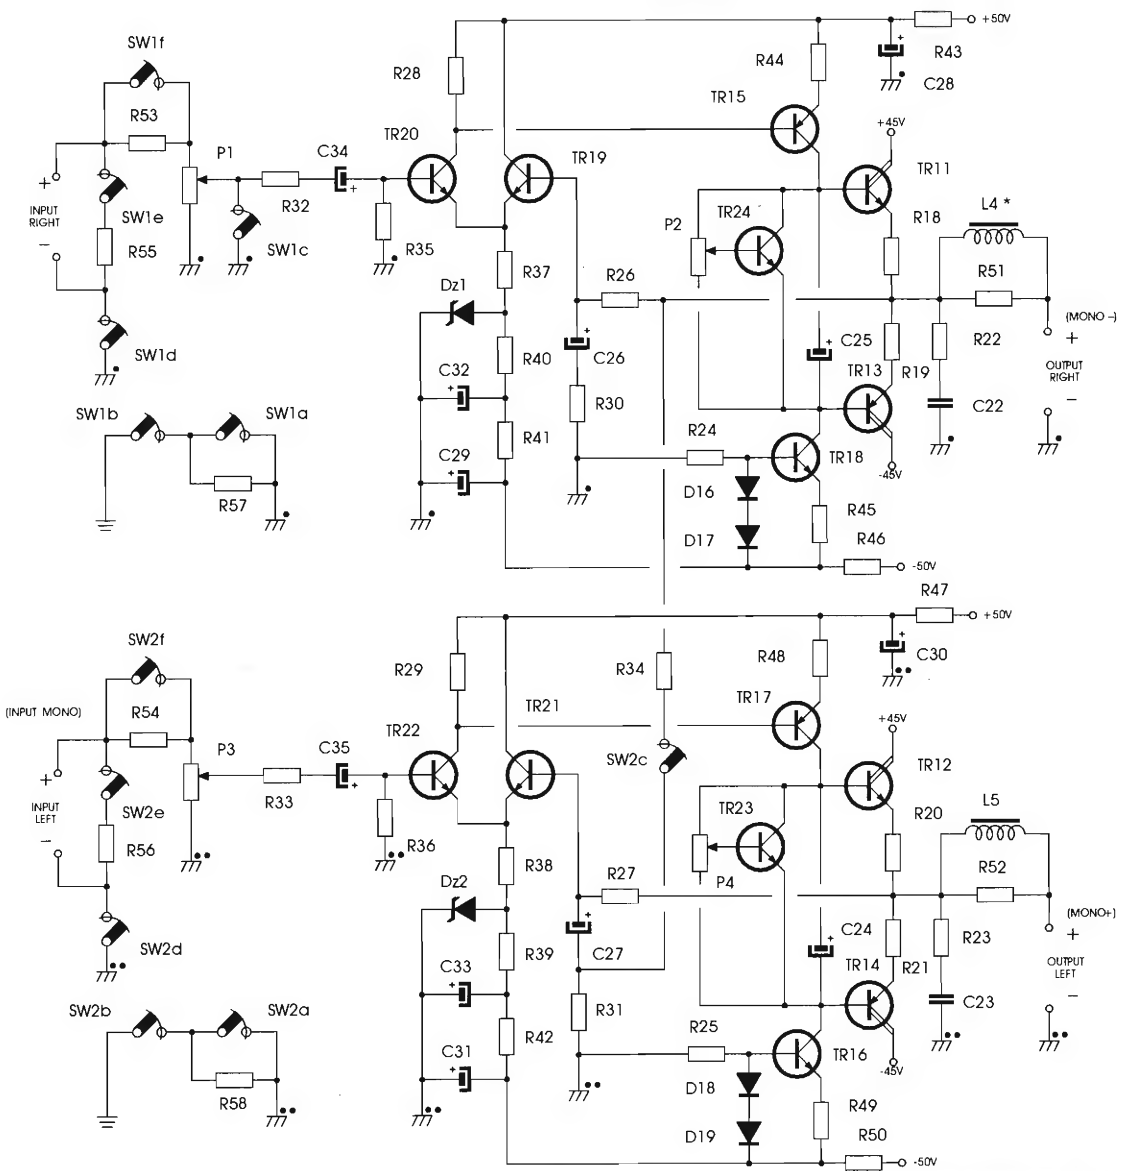 +50V
SW1f
R43
R28
R44
C28
R53
TR15
+45V
TR20
P1
C34
TR19
TR11
+
INPUT
RIGHT
−
+
L4 *
SW1e
R32
R18
P2
TR24
R55
SW1c
R35
R37
R26
R51
Dz1
(MONO −)
SW1d
C26
C25
R22
+
R40
TR13
R19
OUTPUT
RIGHT
C32
−
SW1b
SW1a
R30
C22
R41
R24
C29
TR18
-45V
R57
D16
R45
D17
R46
-50V
R47
+50V
SW2f
R34
R48
C30
R29
(INPUT MONO)
R54
TR21
TR17
+45V
TR22
P3
C35
SW2c
TR12
+
INPUT
LEFT
−
R33
+
L5
SW2e
TR23
R20
R56
R36
R38
R27
P4
R52
Dz2
(MONO+)
C24
R23
+
SW2d
R39
C27
OUTPUT
LEFT
C33
TR14
R21
−
SW2b
SW2a
R31
C23
R42
R25
C31
TR16
-45V
R58
D18
R49
D19
R50
-50V